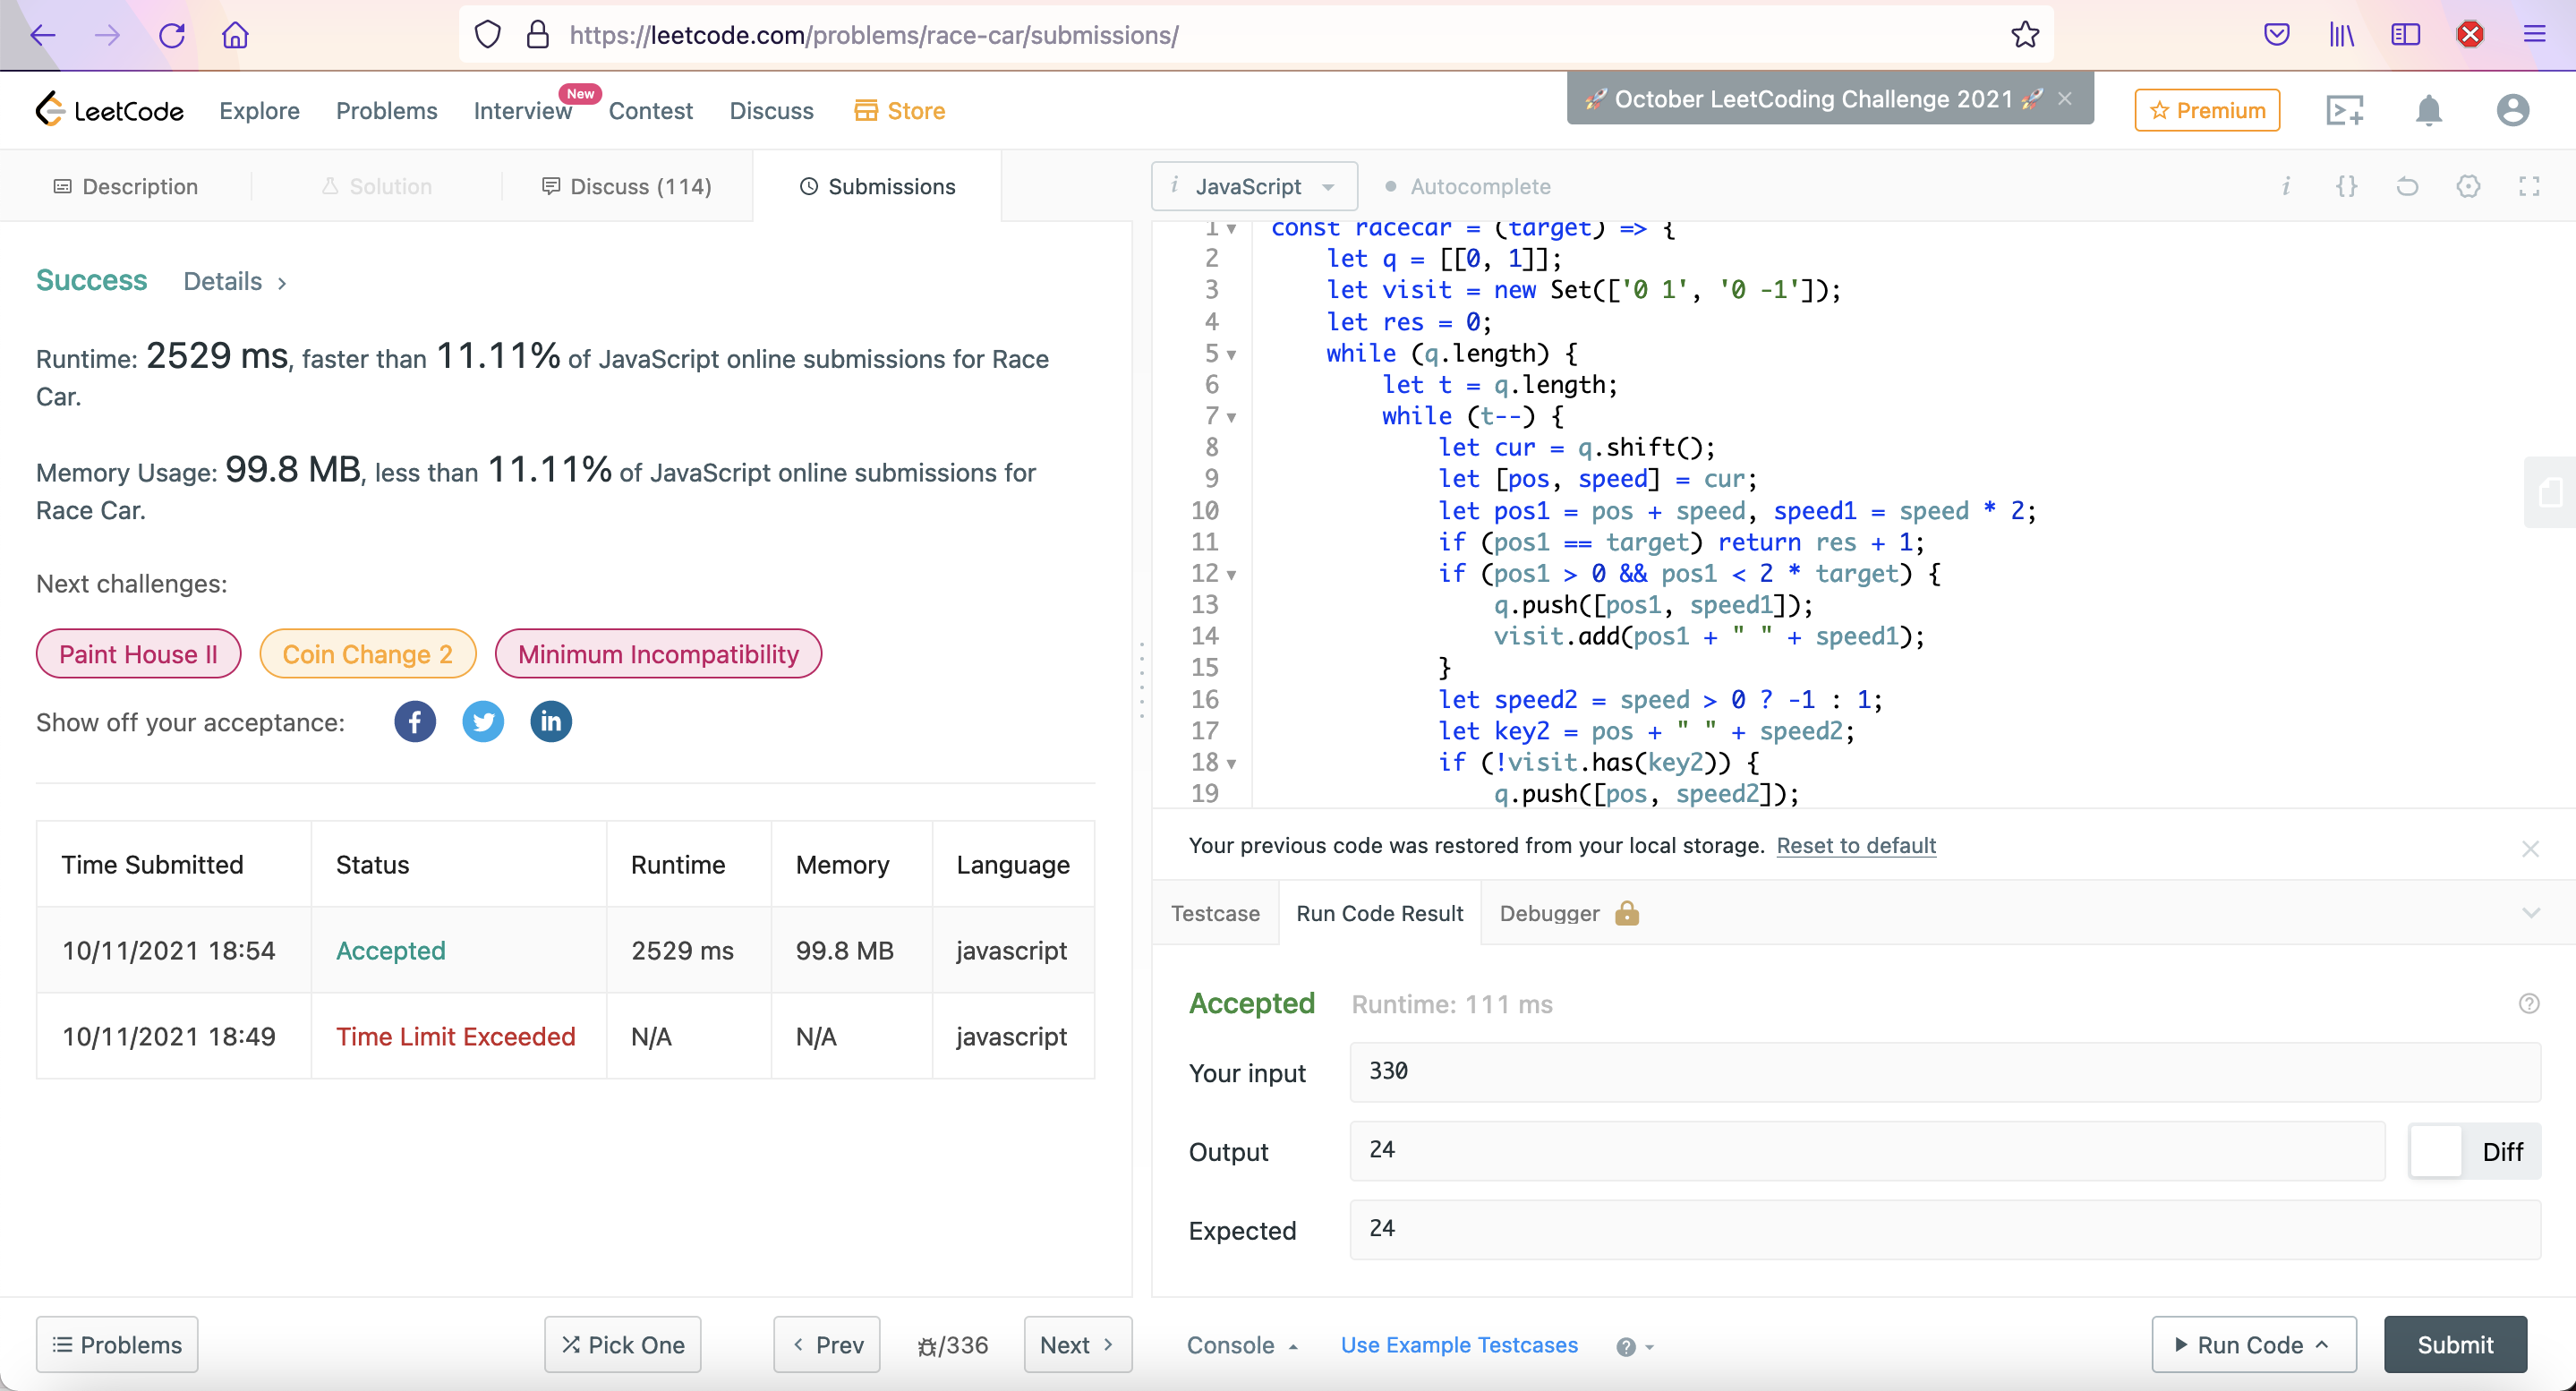 https://leetcode.com/problems/race-car/submissions/
LeetCode Explore Problems Interview New Contest Discuss Store 🚀 October LeetCoding Challenge 2021 🚀 × Premium
Description Solution Discuss (114) Submissions
i JavaScript Autocomplete i {}
Success Details >
Runtime: 2529 ms, faster than 11.11% of JavaScript online submissions for Race
Car.
Memory Usage: 99.8 MB, less than 11.11% of JavaScript online submissions for
Race Car.
Next challenges:
Paint House II Coin Change 2 Minimum Incompatibility
Show off your acceptance: f in
Time Submitted Status Runtime Memory Language
10/11/2021 18:54 Accepted 2529 ms 99.8 MB javascript
10/11/2021 18:49 Time Limit Exceeded N/A N/A javascript
1 const racecar = (target) => {
2 let q = [[0, 1]];
3 let visit = new Set(['0 1', '0 -1']);
4 let res = 0;
5 while (q.length) {
6 let t = q.length;
7 while (t--) {
8 let cur = q.shift();
9 let [pos, speed] = cur;
10 let pos1 = pos + speed, speed1 = speed * 2;
11 if (pos1 == target) return res + 1;
12 if (pos1 > 0 && pos1 < 2 * target) {
13 q.push([pos1, speed1]);
14 visit.add(pos1 + " " + speed1);
15 }
16 let speed2 = speed > 0 ? -1 : 1;
17 let key2 = pos + " " + speed2;
18 if (!visit.has(key2)) {
19 q.push([pos, speed2]);
Your previous code was restored from your local storage. Reset to default
Testcase Run Code Result Debugger
Accepted Runtime: 111 ms
Your input 330
Output 24 Diff
Expected 24
Problems Pick One < Prev /336 Next > Console Use Example Testcases ? Run Code Submit